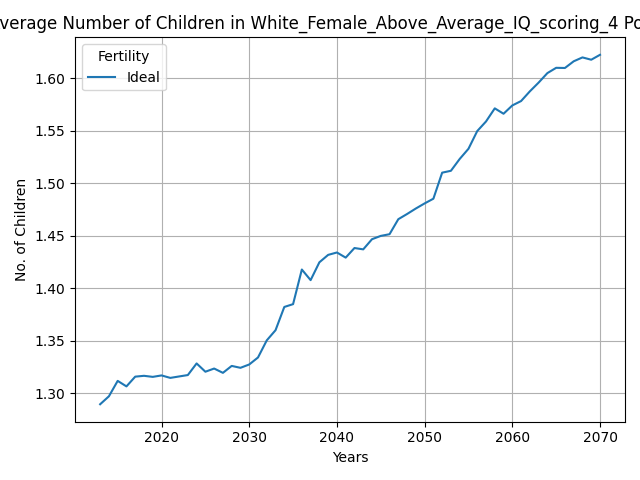 verage Number of Children in White_Female_Above_Average_IQ_scoring_4 Po
Fertility
Ideal
No. of Children
1.60
1.55
1.50
1.45
1.40
1.35
1.30
2020 2030 2040 2050 2060 2070
Years